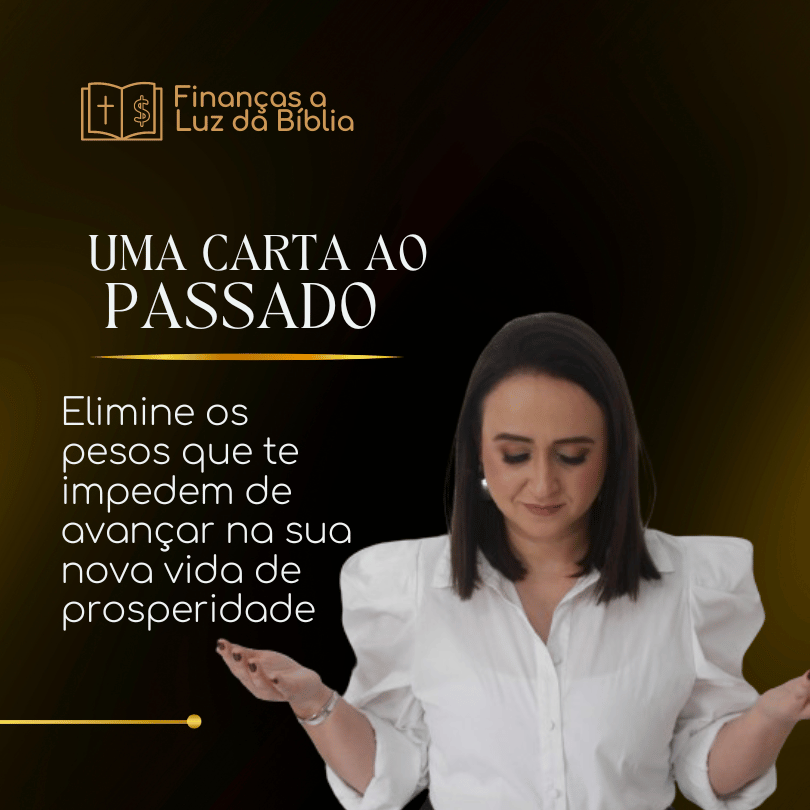 Finanças a
Luz da Bíblia
UMA CARTA AO
PASSADO
Elimine os
pesos que te
impedem de
avançar na sua
nova vida de
prosperidade